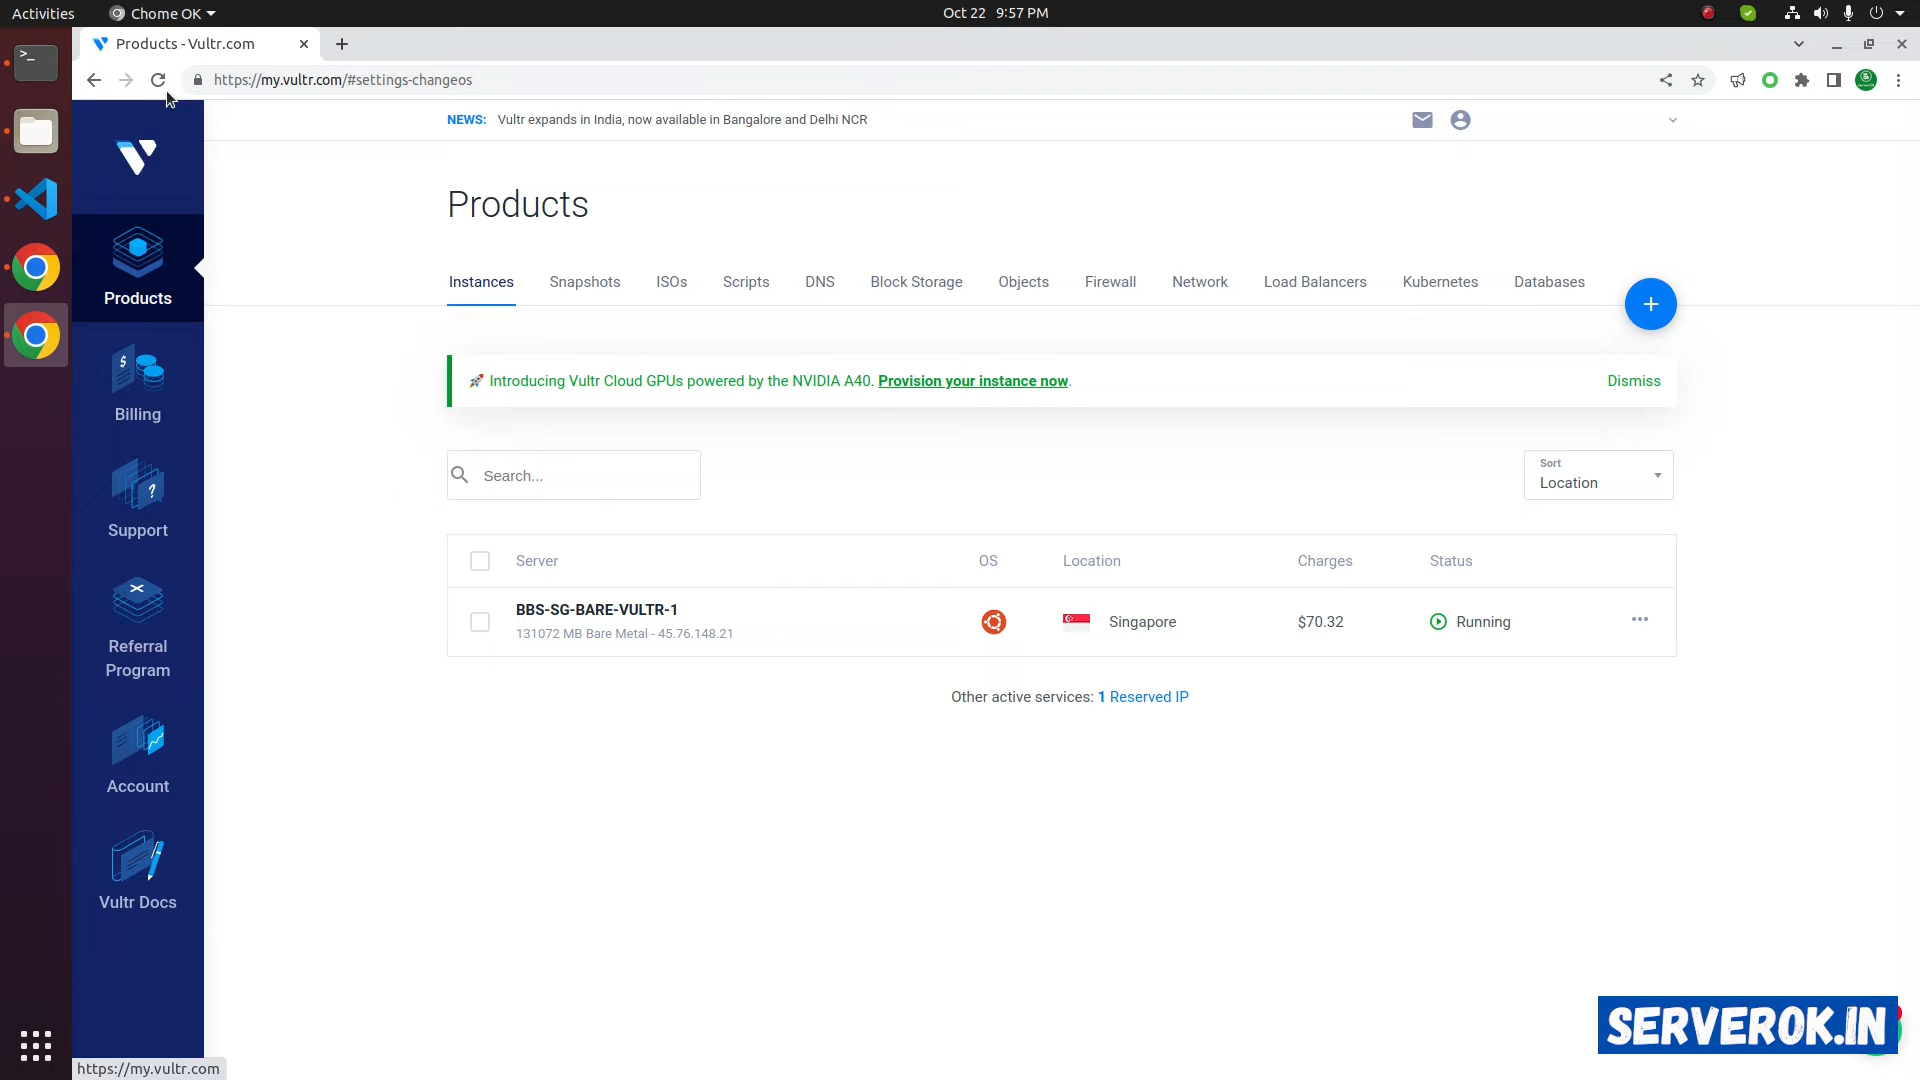 Activities
Chome OK
Oct 22 9:57 PM
Products - Vultr.com
https://my.vultr.com/#settings-changeos
NEWS: Vultr expands in India, now available in Bangalore and Delhi NCR
Products
Instances Snapshots ISOs Scripts DNS Block Storage Objects Firewall Network Load Balancers Kubernetes Databases
+
🚀 Introducing Vultr Cloud GPUs powered by the NVIDIA A40. Provision your instance now.
Dismiss
Search...
Sort
Location
Server OS Location Charges Status
BBS-SG-BARE-VULTR-1
131072 MB Bare Metal - 45.76.148.21
Singapore
$70.32
Running
Other active services: 1 Reserved IP
Products
Billing
Support
Referral
Program
Account
Vultr Docs
https://my.vultr.com
SERVEROK.IN